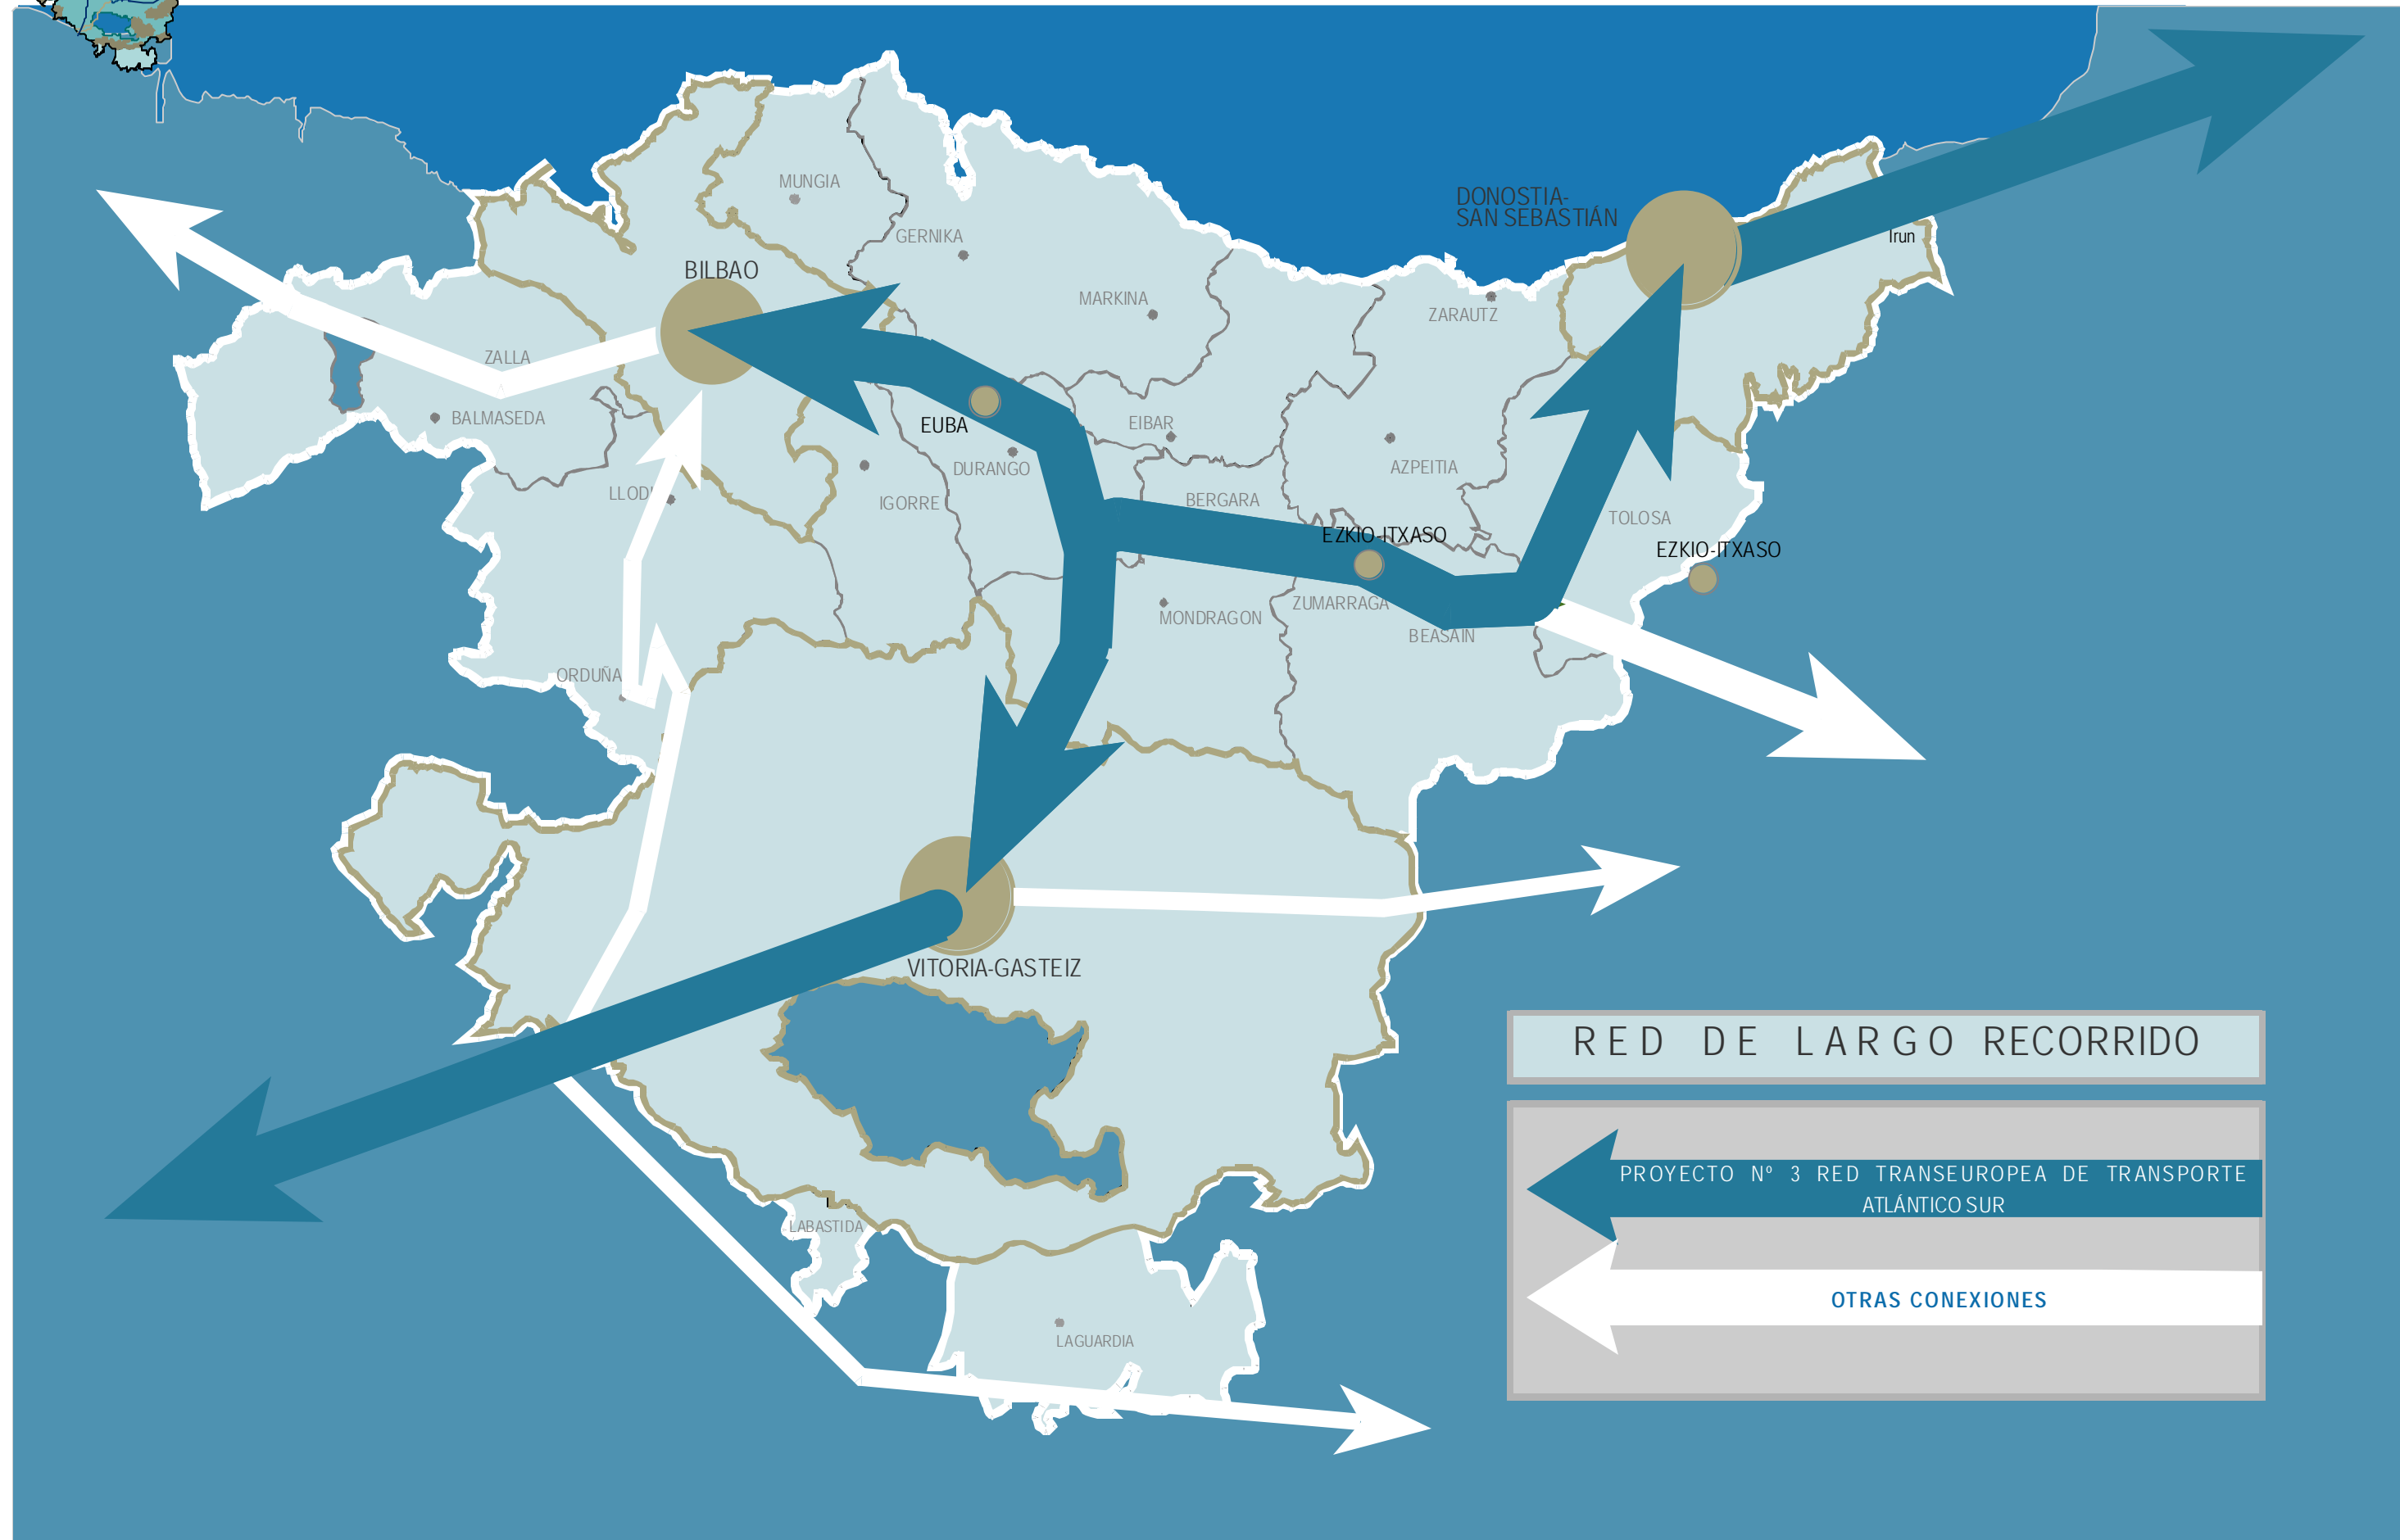 MUNGIA
DONOSTIA-
SAN SEBASTIÁN
GERNIKA
Irun
BILBAO
MARKINA
ZARAUTZ
ZALLA
BALMASEDA
EUBA
EIBAR
DURANGO
AZPEITIA
LLODI
IGORRE
BERGARA
TOLOSA
EZKIO-ITXASO
EZKIO-ITXASO
ZUMARRAGA
MONDRAGON
BEASAIN
ORDUÑA
VITORIA-GASTEIZ
RED DE LARGO RECORRIDO
PROYECTO Nº 3 RED TRANSEUROPEA DE TRANSPORTE
ATLÁNTICO SUR
LABASTIDA
OTRAS CONEXIONES
LAGUARDIA